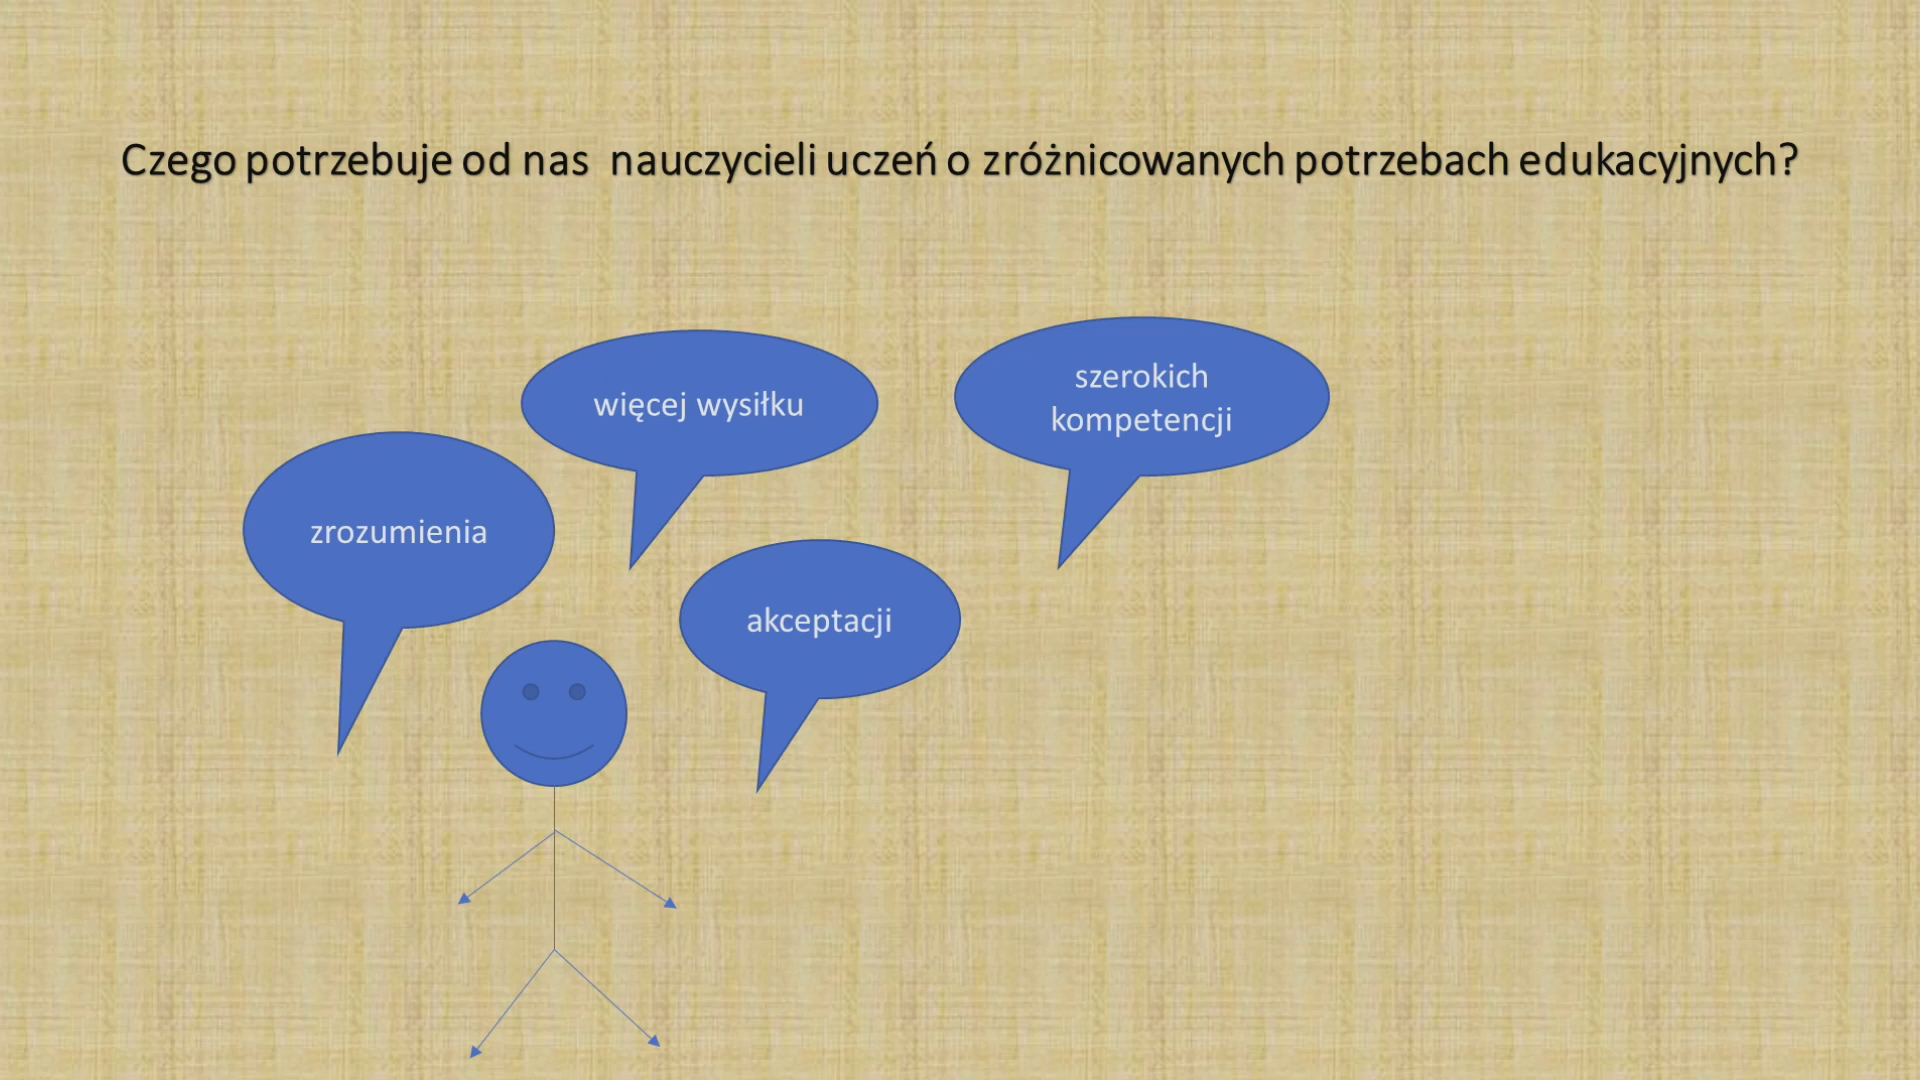 Czego potrzebuje od nas nauczycieli uczeń o zróżnicowanych potrzebach edukacyjnych?
więcej wysiłku
szerokich
kompetencji
zrozumienia
akceptacji